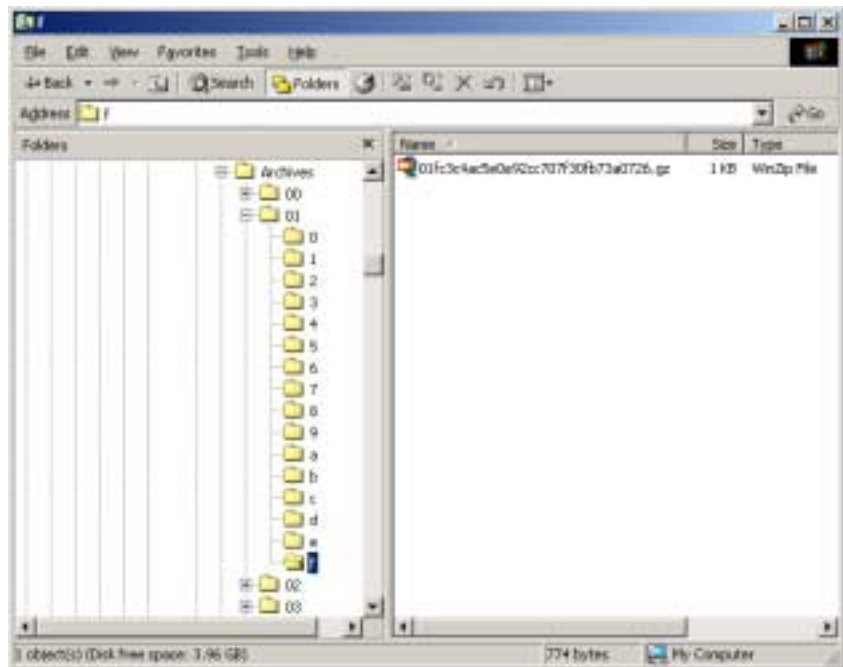 f
File Edit View Favorites Tools Help
Back Search Folders
Address f Go
Folders
Name Size Type
Archives
00
01
0
1
2
3
4
5
6
7
8
9
a
b
c
d
e
f
02
03
1 KB WinZip File
1 object(s) (Disk free space: 3.96 GB) 774 bytes My Computer